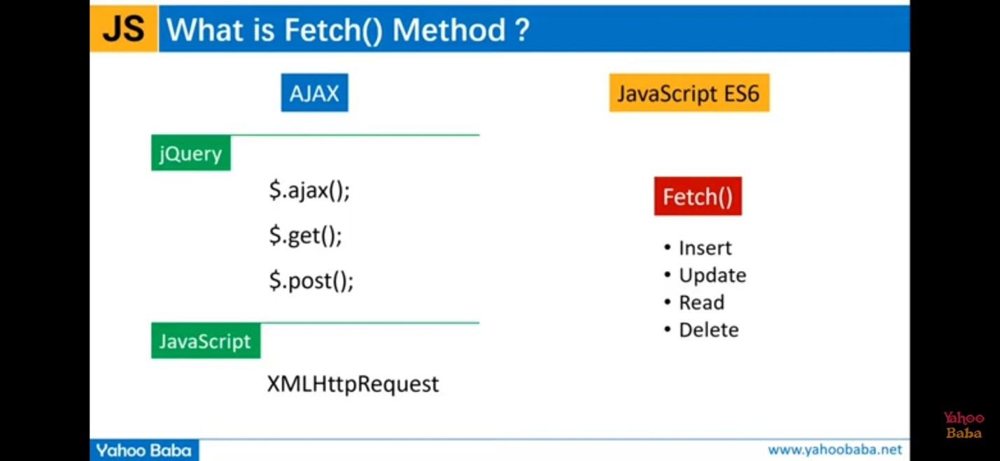 JS What is Fetch() Method ?
AJAX
jQuery
$.ajax();
$.get();
$.post();
JavaScript
XMLHttpRequest
JavaScript ES6
Fetch()
• Insert
• Update
• Read
• Delete
Yahoo Baba
www.yahoobaba.net
Yahoo
Baba